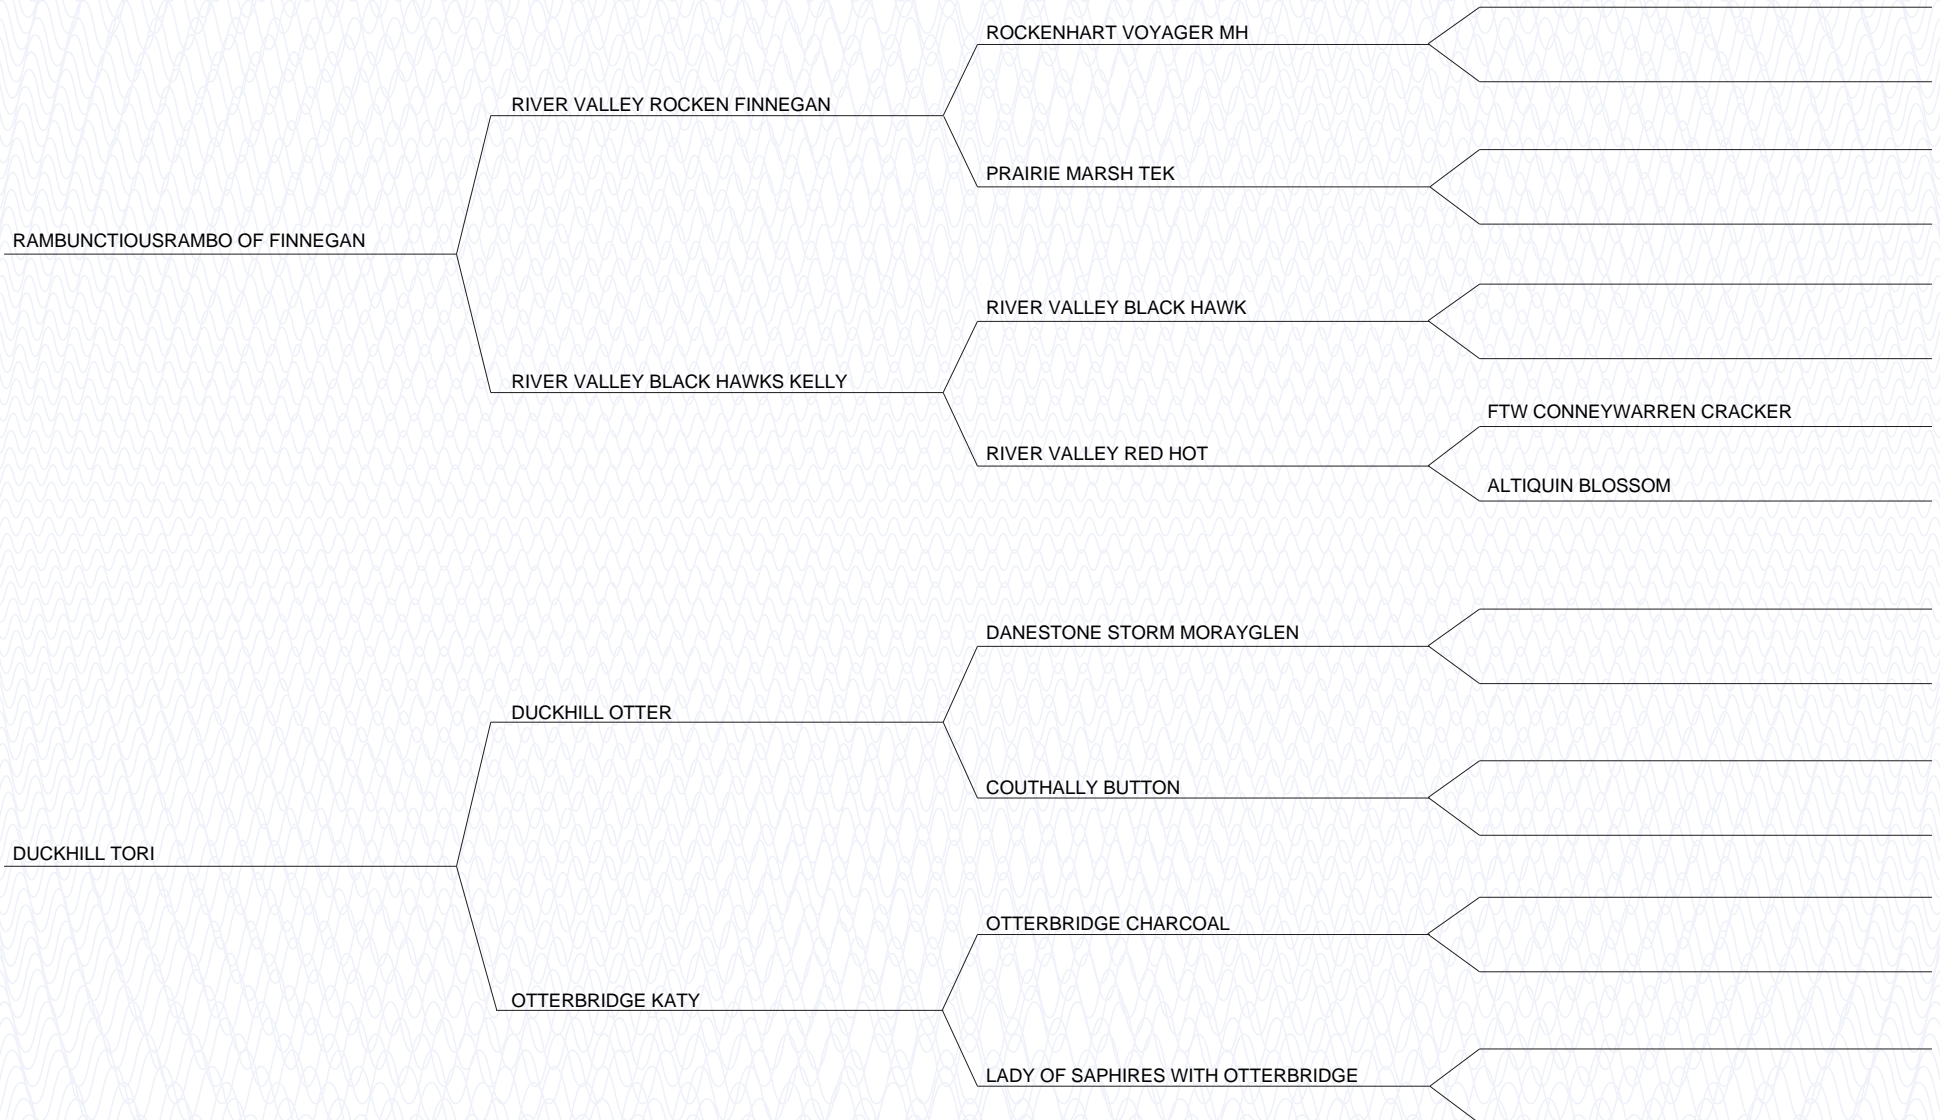 ROCKENHART VOYAGER MH
RIVER VALLEY ROCKEN FINNEGAN
PRAIRIE MARSH TEK
RAMBUNCTIOUSRAMBO OF FINNEGAN
RIVER VALLEY BLACK HAWK
RIVER VALLEY BLACK HAWKS KELLY
FTW CONNEYWARREN CRACKER
RIVER VALLEY RED HOT
ALTIQUIN BLOSSOM
DANESTONE STORM MORAYGLEN
DUCKHILL OTTER
COUTHALLY BUTTON
DUCKHILL TORI
OTTERBRIDGE CHARCOAL
OTTERBRIDGE KATY
LADY OF SAPHIRES WITH OTTERBRIDGE